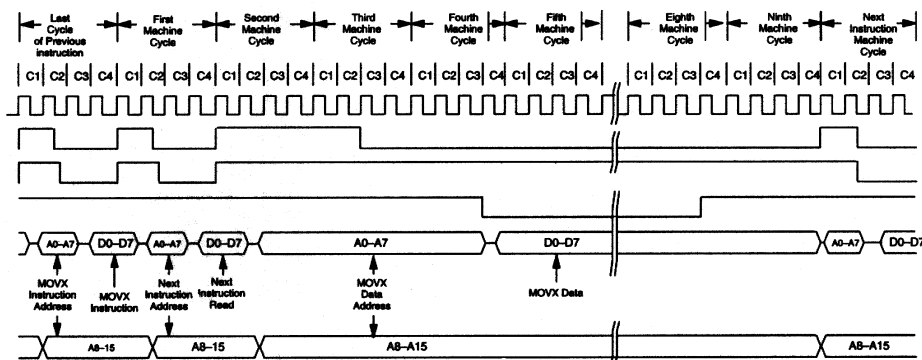 Last
Cycle
of Previous
instruction
First
Machine
Cycle
Second
Machine
Cycle
Third
Machine
Cycle
Fourth
Machine
Cycle
Fifth
Machine
Cycle
Eighth
Machine
Cycle
Ninth
Machine
Cycle
Next
Instruction
Machine
Cycle
C1 C2 C3 C4 C1 C2 C3 C4 C1 C2 C3 C4 C1 C2 C3 C4 C1 C2 C3 C4 C1 C2 C3 C4 C1 C2 C3 C4 C1 C2 C3 C4 C1 C2 C3 C4
A0–A7 D0–D7 A0–A7 D0–D7 A0–A7 D0–D7 A0–A7 D0–D7
MOVX
Instruction
Address
MOVX
Instruction
Next
Instruction
Address
Next
Instruction
Read
MOVX
Data
Address
MOVX Data
A8–15 A8–15 A8–A15 A8–A15